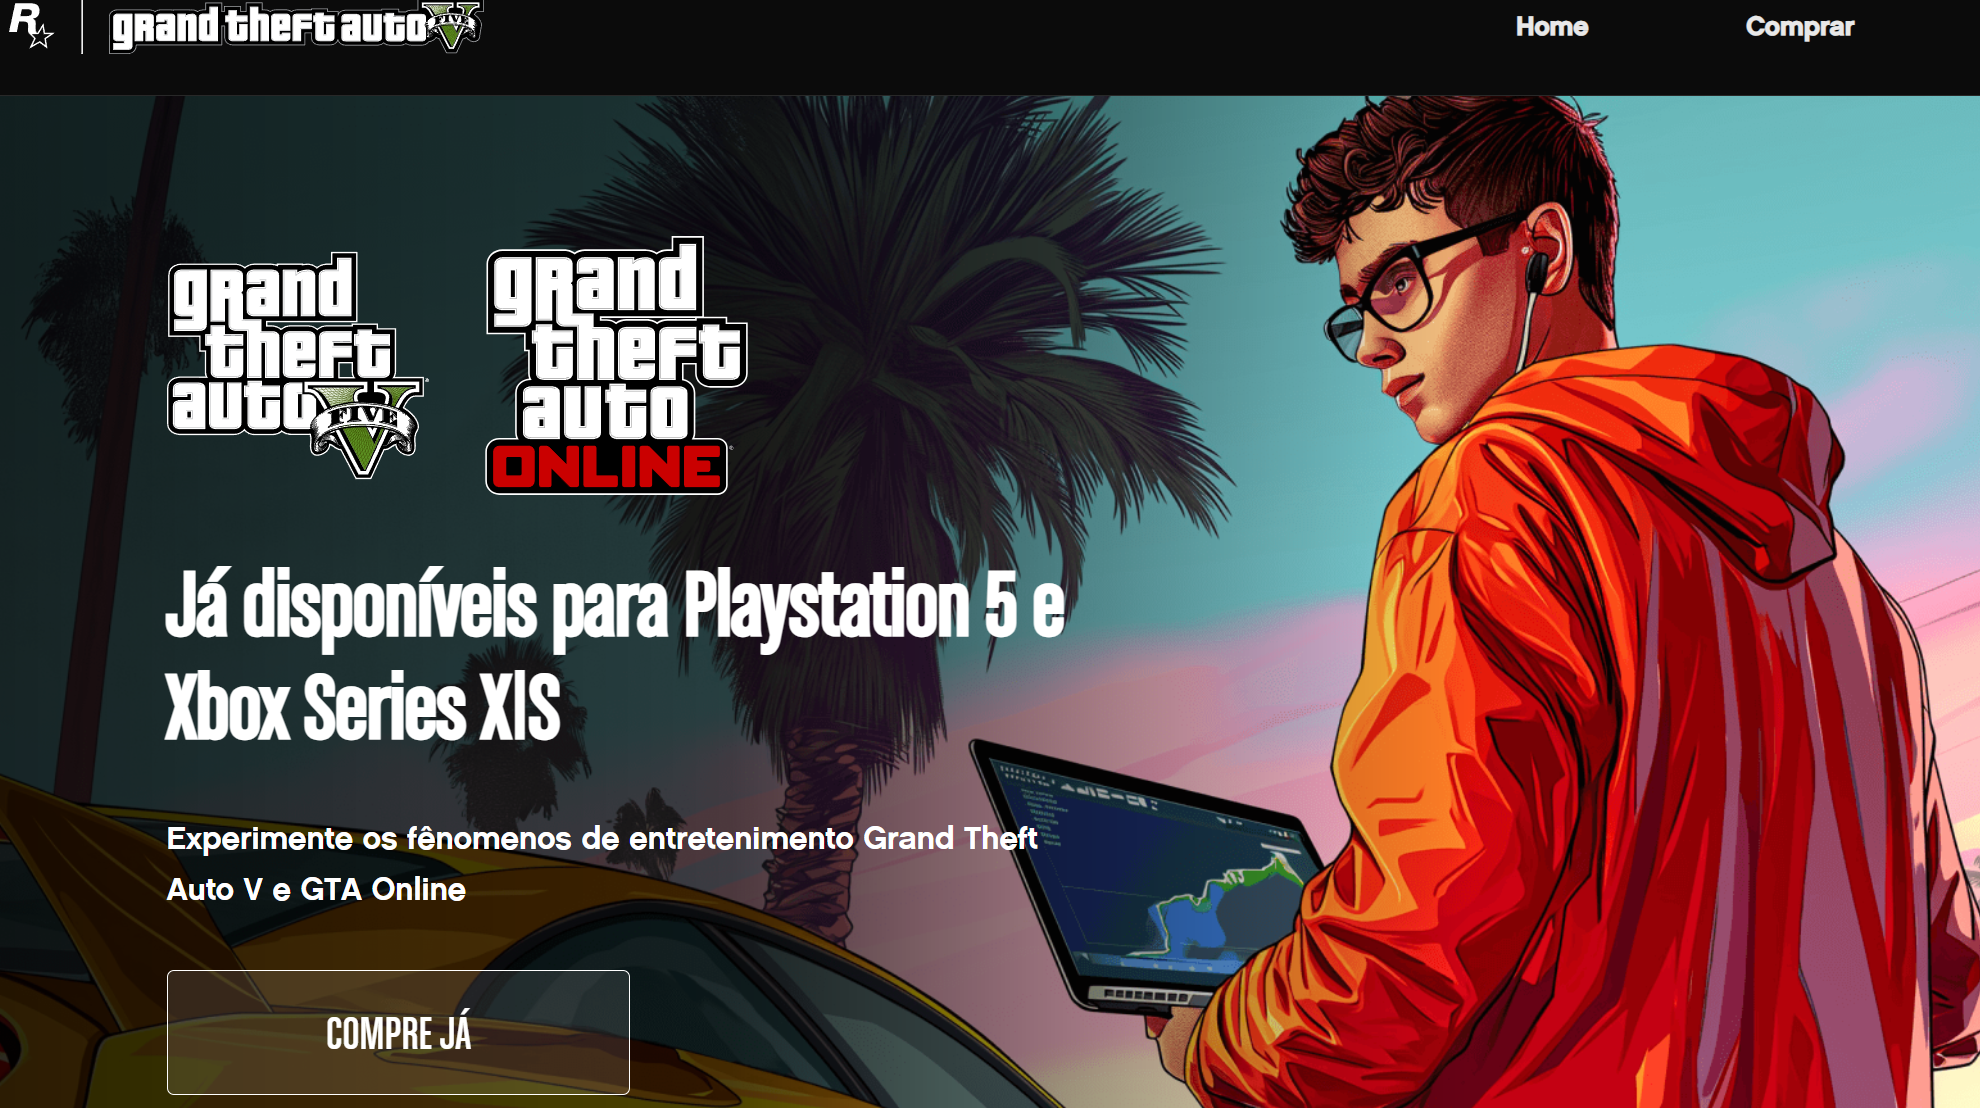 R
grand theft auto V FIVE
Home
Comprar
grand
theft
auto V
FIVE
grand
theft
auto
ONLINE
Já disponíveis para Playstation 5 e
Xbox Series X|S
Experimente os fênomenos de entretenimento Grand Theft
Auto V e GTA Online
COMPRE JÁ